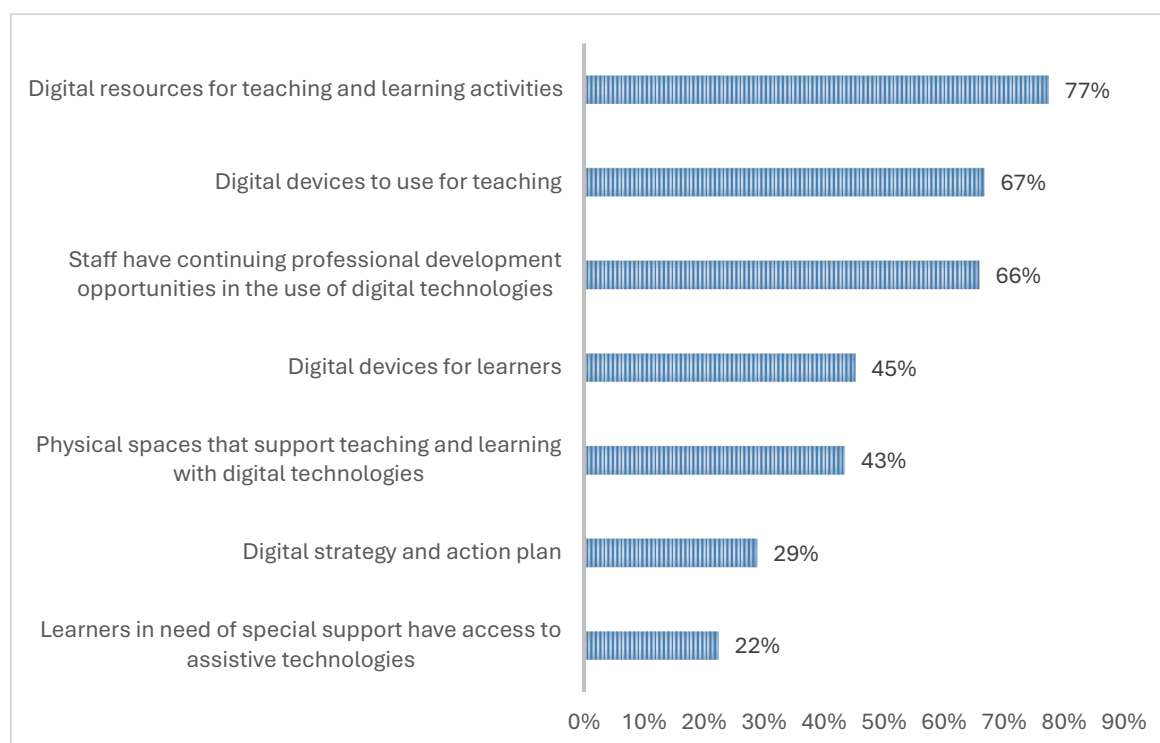 Digital resources for teaching and learning activities
77%
Digital devices to use for teaching
67%
Staff have continuing professional development
opportunities in the use of digital technologies
66%
Digital devices for learners
45%
Physical spaces that support teaching and learning
with digital technologies
43%
Digital strategy and action plan
29%
Learners in need of special support have access to
assistive technologies
22%
0% 10% 20% 30% 40% 50% 60% 70% 80% 90%